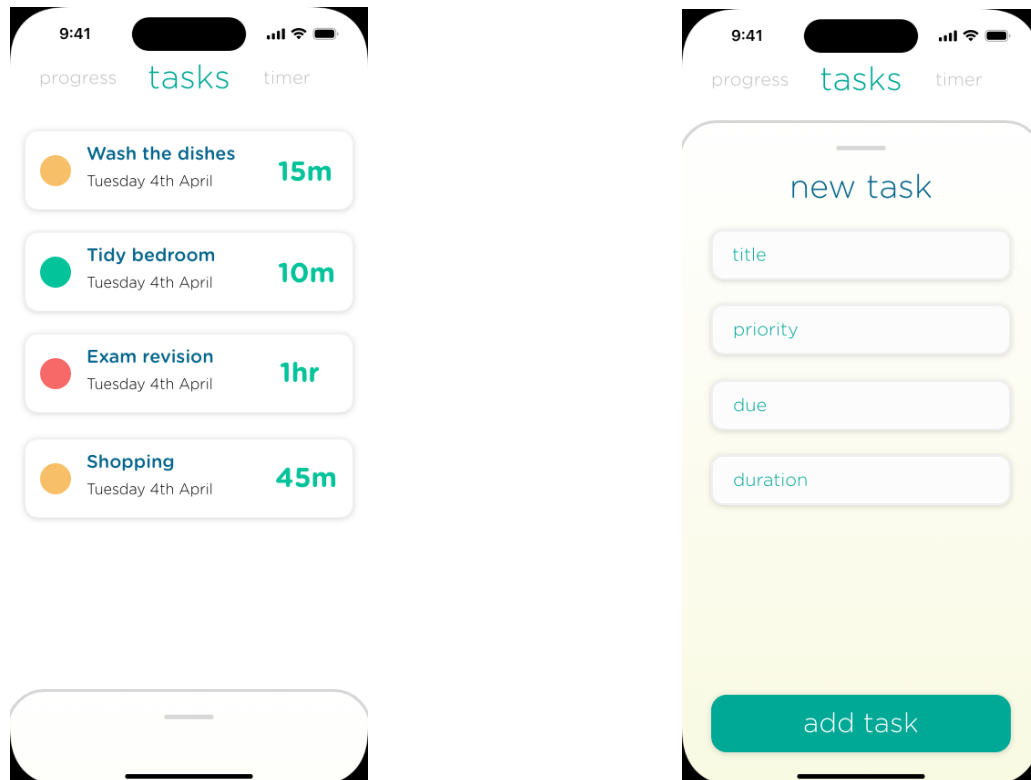 9:41
progress tasks timer
Wash the dishes
Tuesday 4th April
15m
Tidy bedroom
Tuesday 4th April
10m
Exam revision
Tuesday 4th April
1hr
Shopping
Tuesday 4th April
45m
9:41
progress tasks timer
new task
title
priority
due
duration
add task